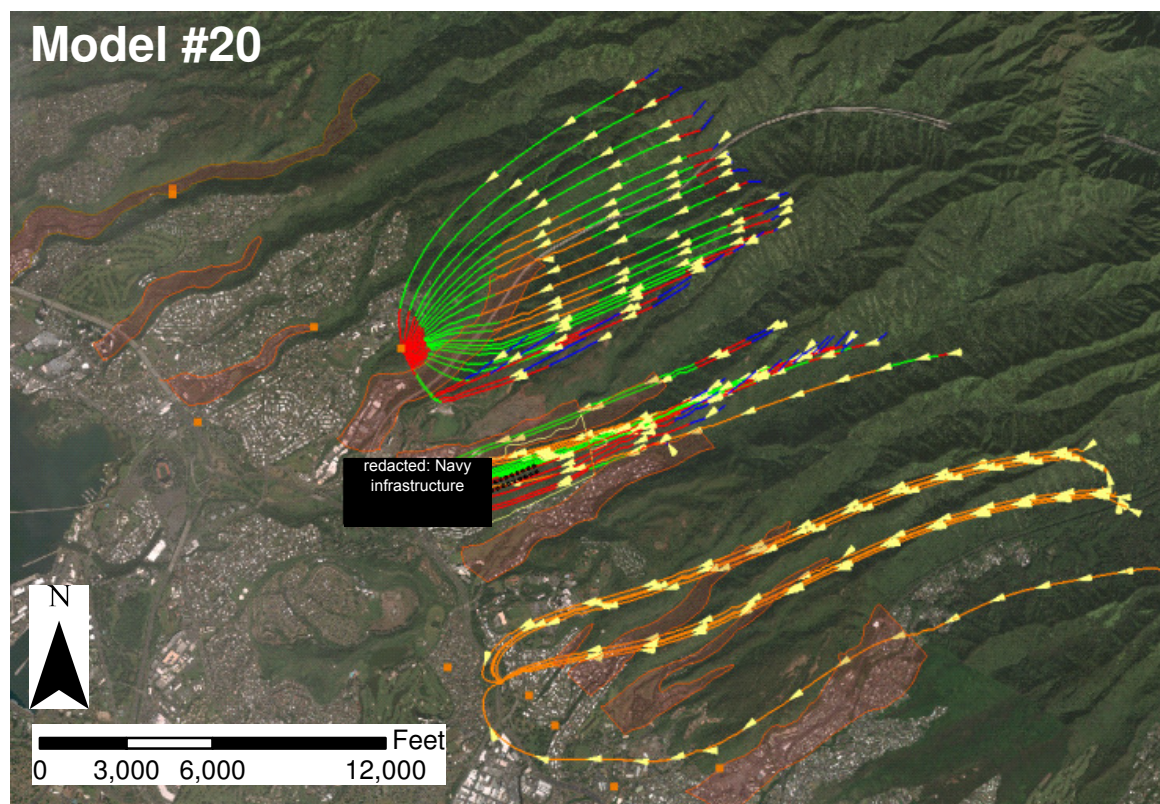 Model #20
redacted: Navy
infrastructure
N
Feet
0 3,000 6,000 12,000